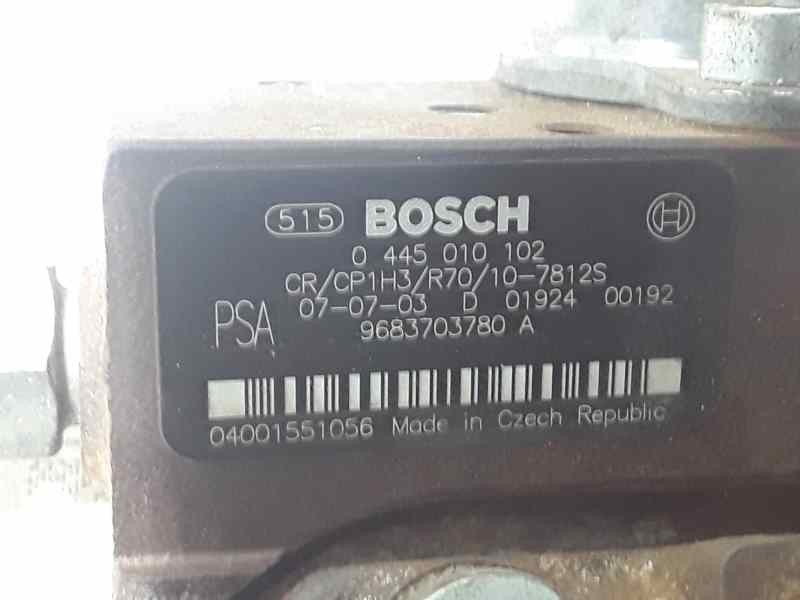 515 BOSCH
0 445 010 102
CR/CP1H3/R70/10-7812S
07-07-03 D 01924 00192
PSA 9683703780 A
04001551056 Made in Czech Republic